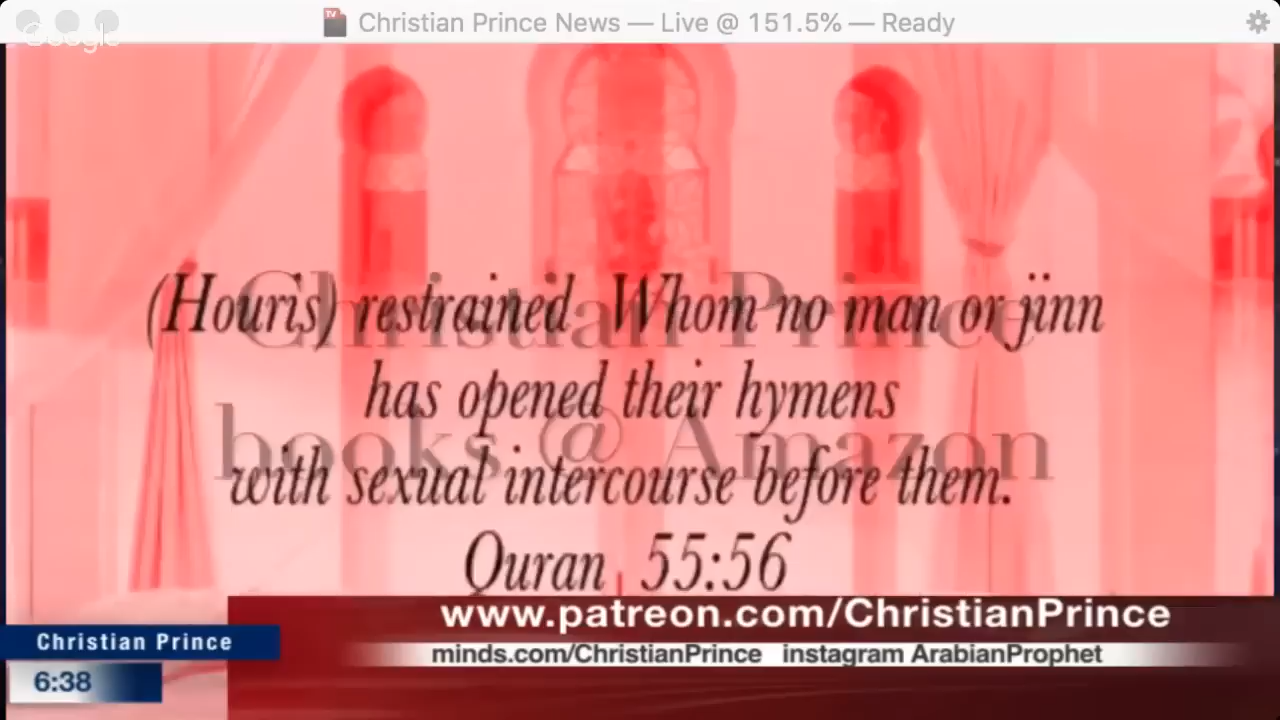 Christian Prince News — Live @ 151.5% — Ready
Google
(Houris) restrained Whom no man or jinn
has opened their hymens
with sexual intercourse before them.
Quran 55:56
Christian Prince
books @ Amazon
www.patreon.com/ChristianPrince
minds.com/ChristianPrince instagram ArabianProphet
Christian Prince
6:38